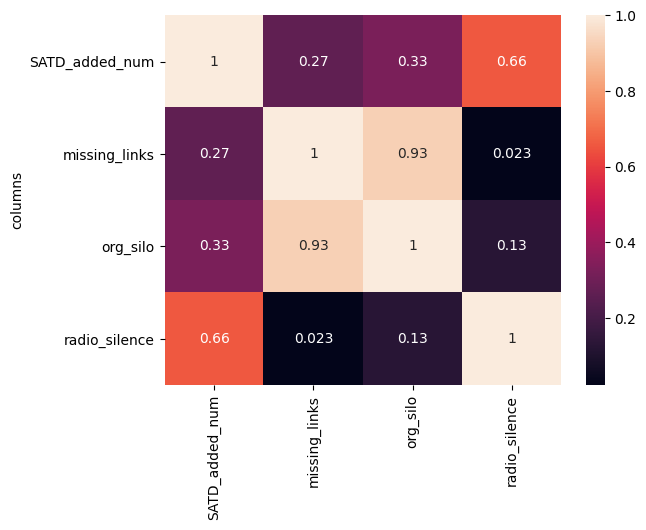 columns
SATD_added_num 1 0.27 0.33 0.66
missing_links 0.27 1 0.93 0.023
org_silo 0.33 0.93 1 0.13
radio_silence 0.66 0.023 0.13 1
SATD_added_num
missing_links
org_silo
radio_silence
1.0
0.8
0.6
0.4
0.2